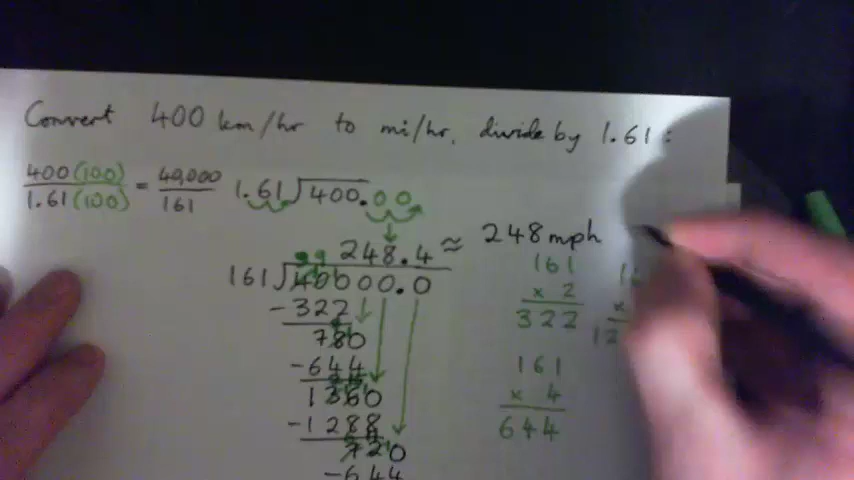 Convert 400 km/hr to mi/hr, divide by 1.61:
400(100) / 1.61(100) = 40,000 / 161
1.61)400.00
248.4 ≈ 248mph
161)40000.0
-322
780
-644
1360
-1288
720
-644
161
x 2
322
161
x 4
644